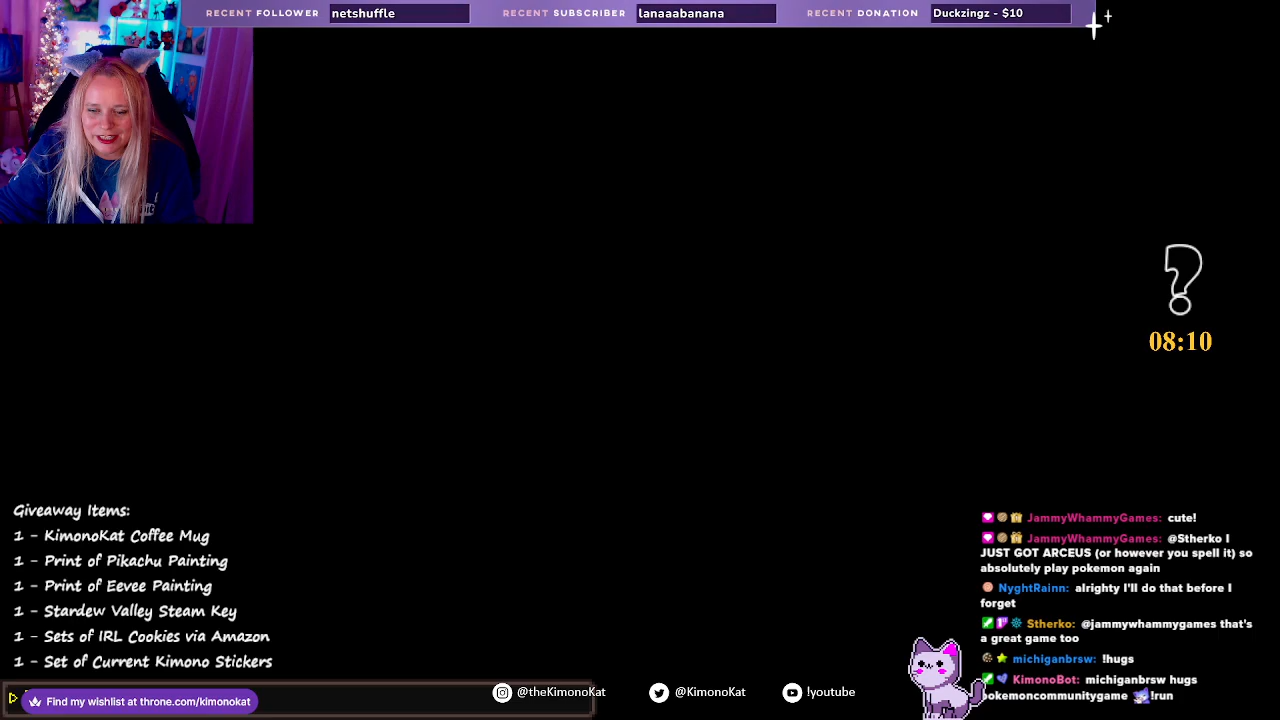 RECENT FOLLOWER netshuffle RECENT SUBSCRIBER lanaaabanana RECENT DONATION Duckzingz - $10
?
08:10
Giveaway Items:
1 - KimonoKat Coffee Mug
1 - Print of Pikachu Painting
1 - Print of Eevee Painting
1 - Stardew Valley Steam Key
1 - Sets of IRL Cookies via Amazon
1 - Set of Current Kimono Stickers
JammyWhammyGames: cute!
JammyWhammyGames: @Stherko I
JUST GOT ARCEUS (or however you spell it) so
absolutely play pokemon again
NyghtRainn: alrighty I'll do that before I
forget
Stherko: @jammywhammygames that's
a great game too
michiganbrsw: !hugs
KimonoBot: michiganbrsw hugs
pokemoncommunitygame !run
Find my wishlist at throne.com/kimonokat
@theKimonoKat @KimonoKat !youtube